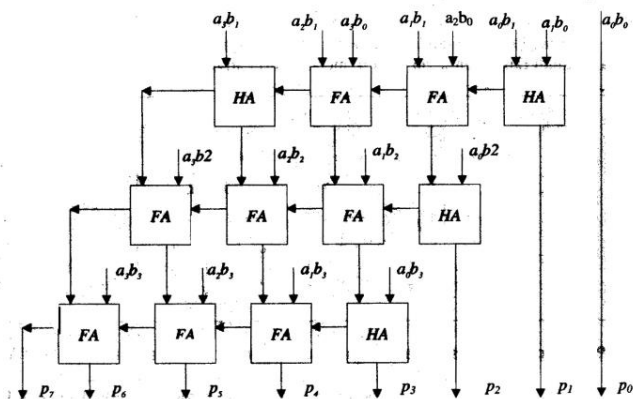 a₃b₁ a₂b₁ a₃b₀ a₁b₁ a₂b₀ a₀b₁ a₁b₀ a₀b₀
HA FA FA HA
a₃b2 a₂b₂ a₁b₂ a₀b2
FA FA FA HA
a₃b₃ a₂b₃ a₁b₃ a₀b₃
FA FA FA HA
p₇ p₆ p₅ p₄ p₃ p₂ p₁ p₀